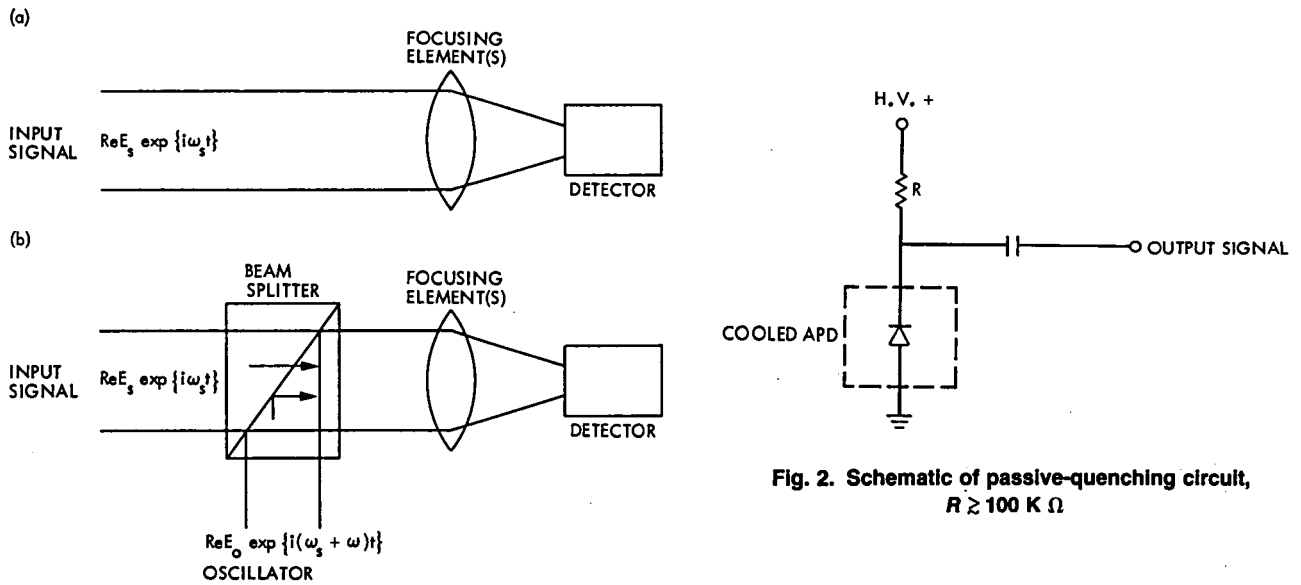 (a)
FOCUSING
ELEMENT(S)
INPUT
SIGNAL
ReE_s exp {iω_s t}
DETECTOR
(b)
BEAM
SPLITTER
FOCUSING
ELEMENT(S)
INPUT
SIGNAL
ReE_s exp {iω_s t}
DETECTOR
ReE_o exp {i(ω_s + ω)t}
OSCILLATOR
H.V. +
R
OUTPUT SIGNAL
COOLED APD
Fig. 2. Schematic of passive-quenching circuit,
R ≳ 100 K Ω